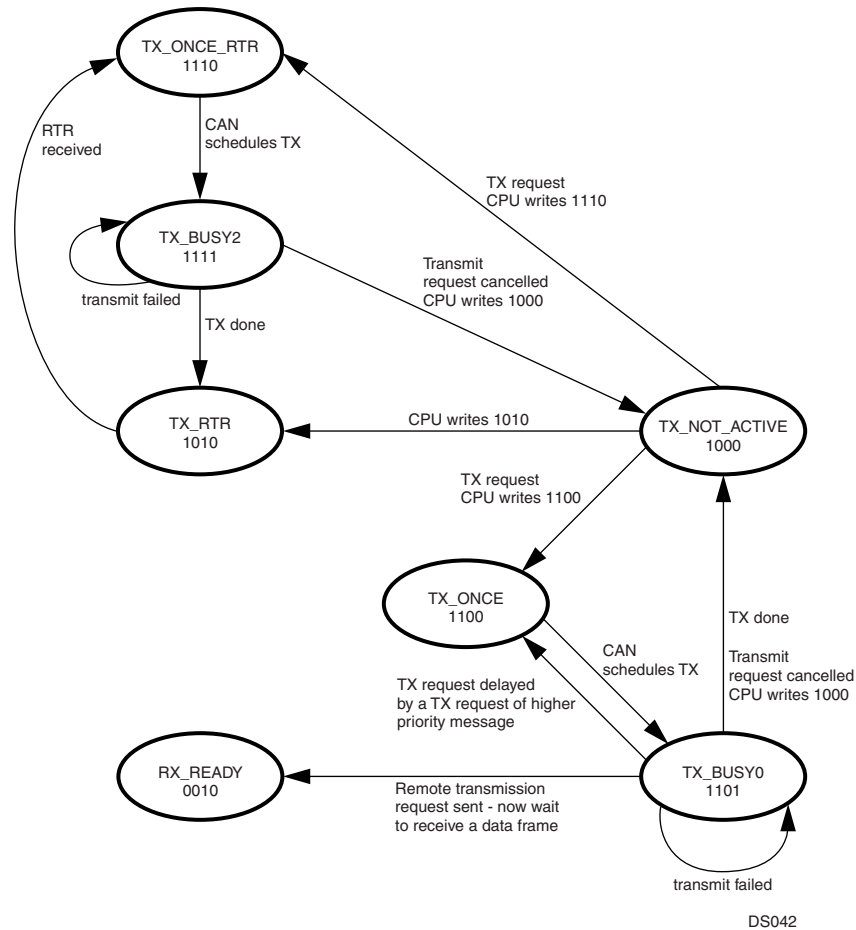 TX_ONCE_RTR
1110
RTR
received
CAN
schedules TX
TX request
CPU writes 1110
TX_BUSY2
1111
Transmit
request cancelled
CPU writes 1000
transmit failed
TX done
TX_RTR
1010
CPU writes 1010
TX_NOT_ACTIVE
1000
TX request
CPU writes 1100
TX_ONCE
1100
CAN
schedules TX
TX done
Transmit
request cancelled
CPU writes 1000
TX request delayed
by a TX request of higher
priority message
RX_READY
0010
TX_BUSY0
1101
Remote transmission
request sent - now wait
to receive a data frame
transmit failed
DS042